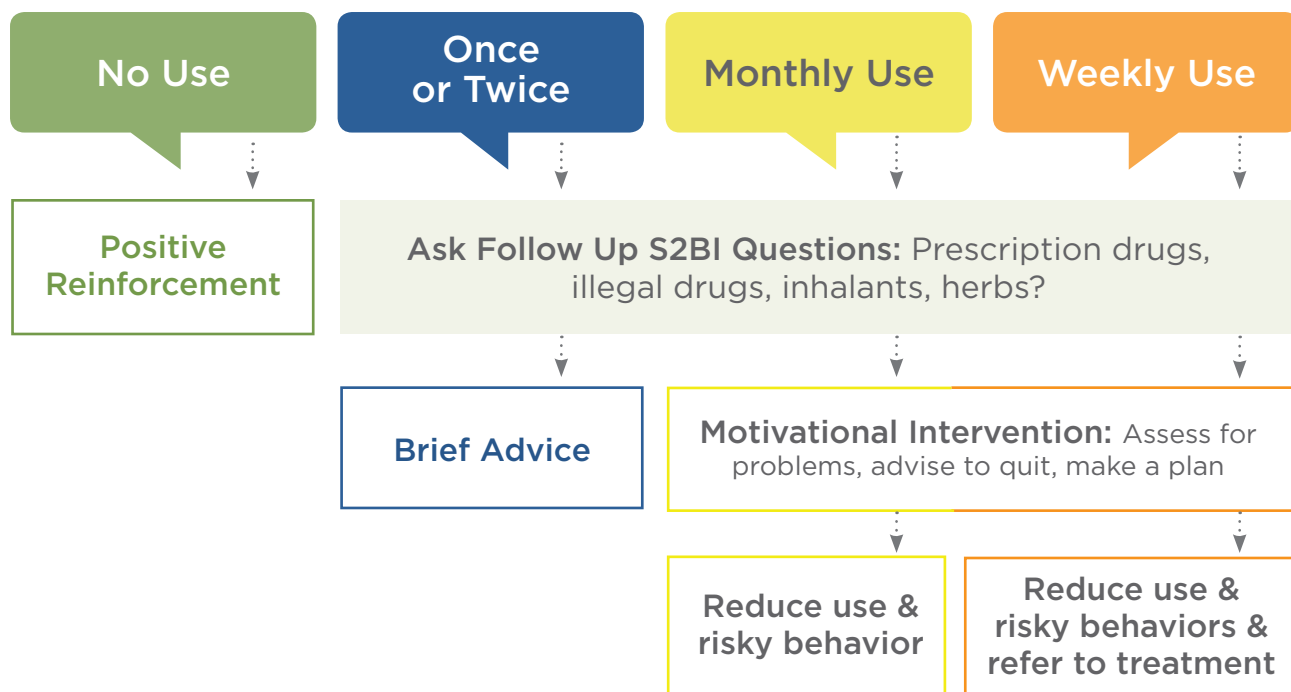 No Use
Once
or Twice
Monthly Use
Weekly Use
Positive
Reinforcement
Ask Follow Up S2BI Questions: Prescription drugs,
illegal drugs, inhalants, herbs?
Brief Advice
Motivational Intervention: Assess for
problems, advise to quit, make a plan
Reduce use &
risky behavior
Reduce use &
risky behaviors &
refer to treatment